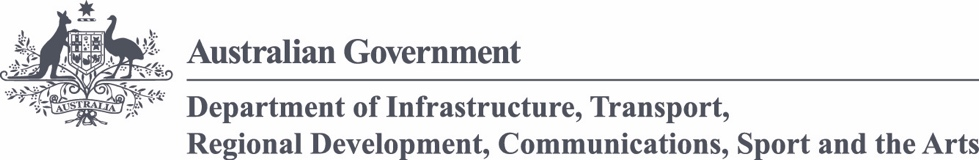 AUSTRALIA
Australian Government
Department of Infrastructure, Transport,
Regional Development, Communications, Sport and the Arts